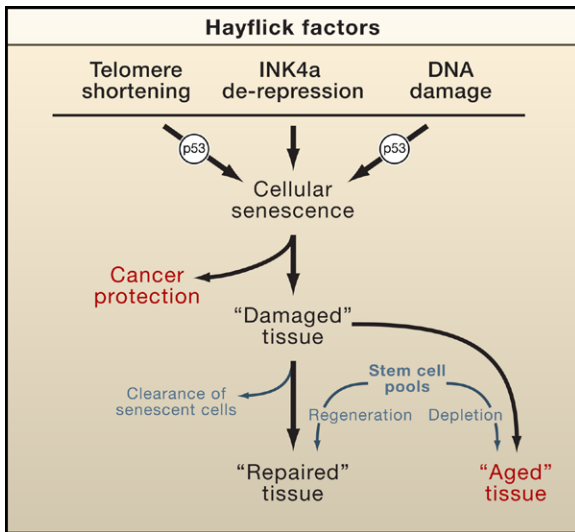 Hayflick factors
Telomere
shortening
INK4a
de-repression
DNA
damage
p53
p53
Cellular
senescence
Cancer
protection
“Damaged”
tissue
Clearance of
senescent cells
Stem cell
pools
Regeneration
Depletion
“Repaired”
tissue
“Aged”
tissue